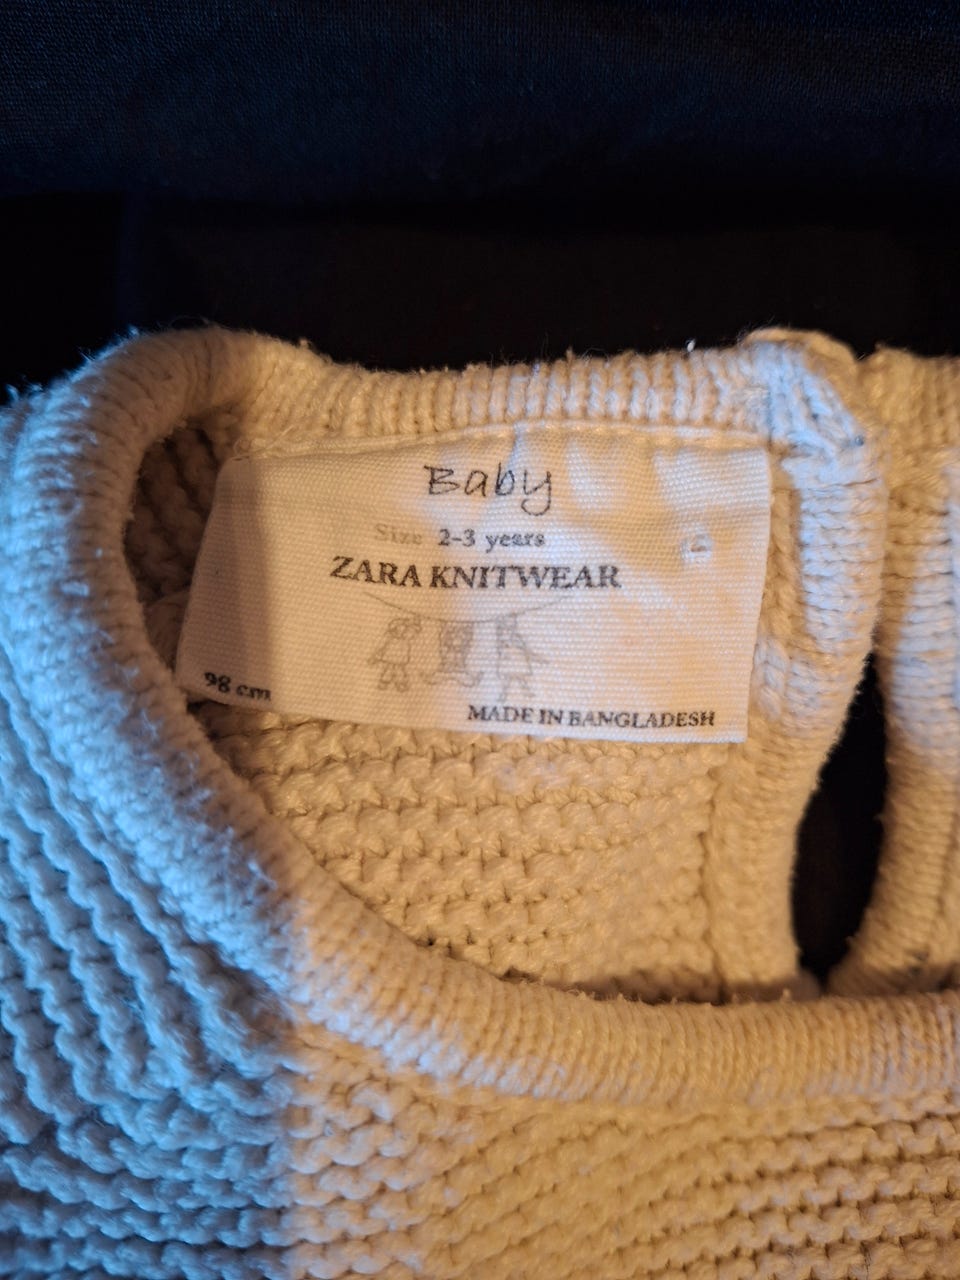 Baby
Size 2-3 years
ZARA KNITWEAR
98 cm
MADE IN BANGLADESH